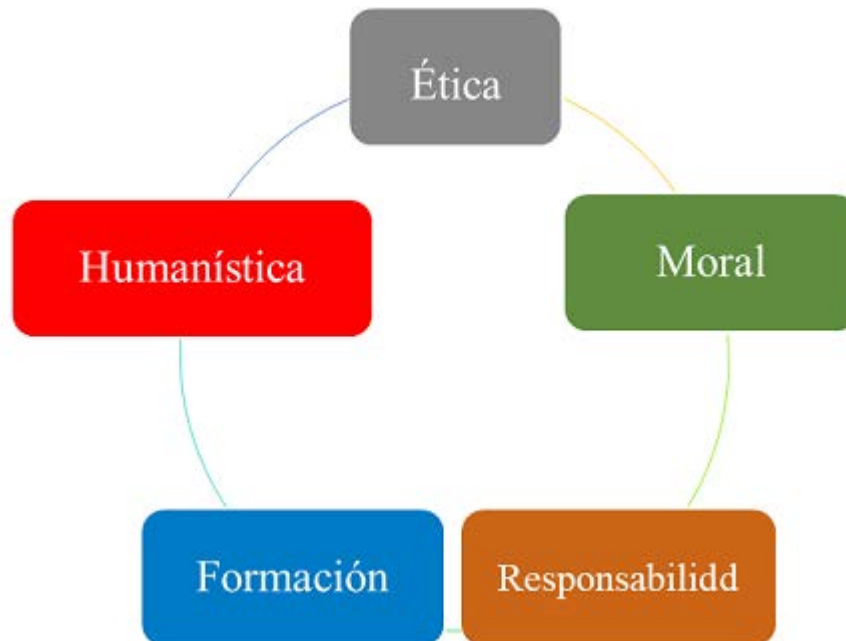 Ética
Humanística
Moral
Formación
Responsabilidd